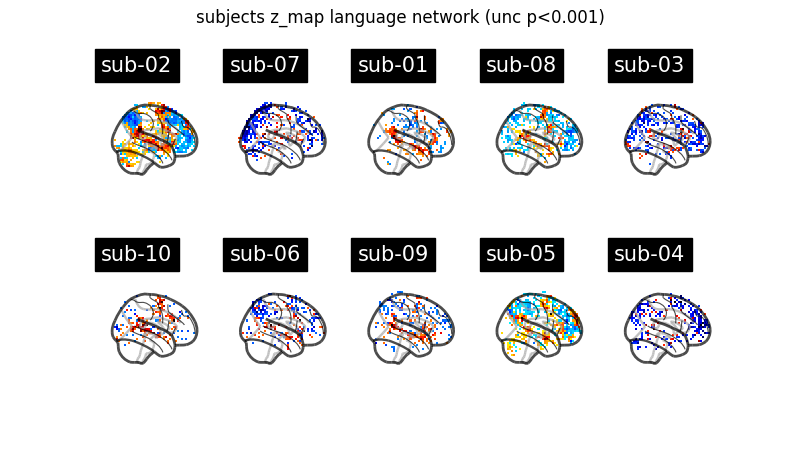 subjects z_map language network (unc p<0.001)
sub-02 sub-07 sub-01 sub-08 sub-03
sub-10 sub-06 sub-09 sub-05 sub-04